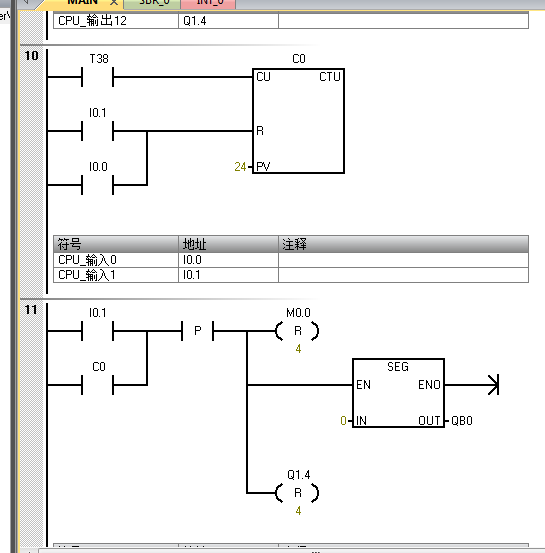 MAIN X SBR_0 INT_0
CPU_输出12 Q1.4
10
T38 C0
CU CTU
I0.1
R
I0.0
24 PV
符号 地址 注释
CPU_输入0 I0.0
CPU_输入1 I0.1
11
I0.1 M0.0
P R
4
C0 SEG
EN ENO
0 IN OUT QB0
Q1.4
R
4